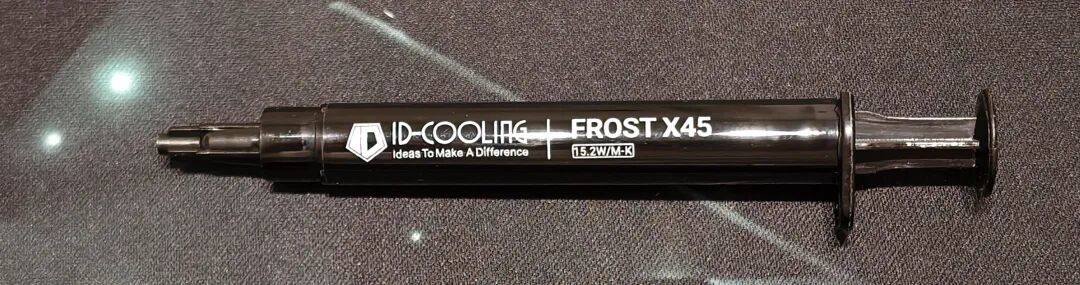 ID-COOLING
Ideas To Make A Difference
FROST X45
15.2W/M-K